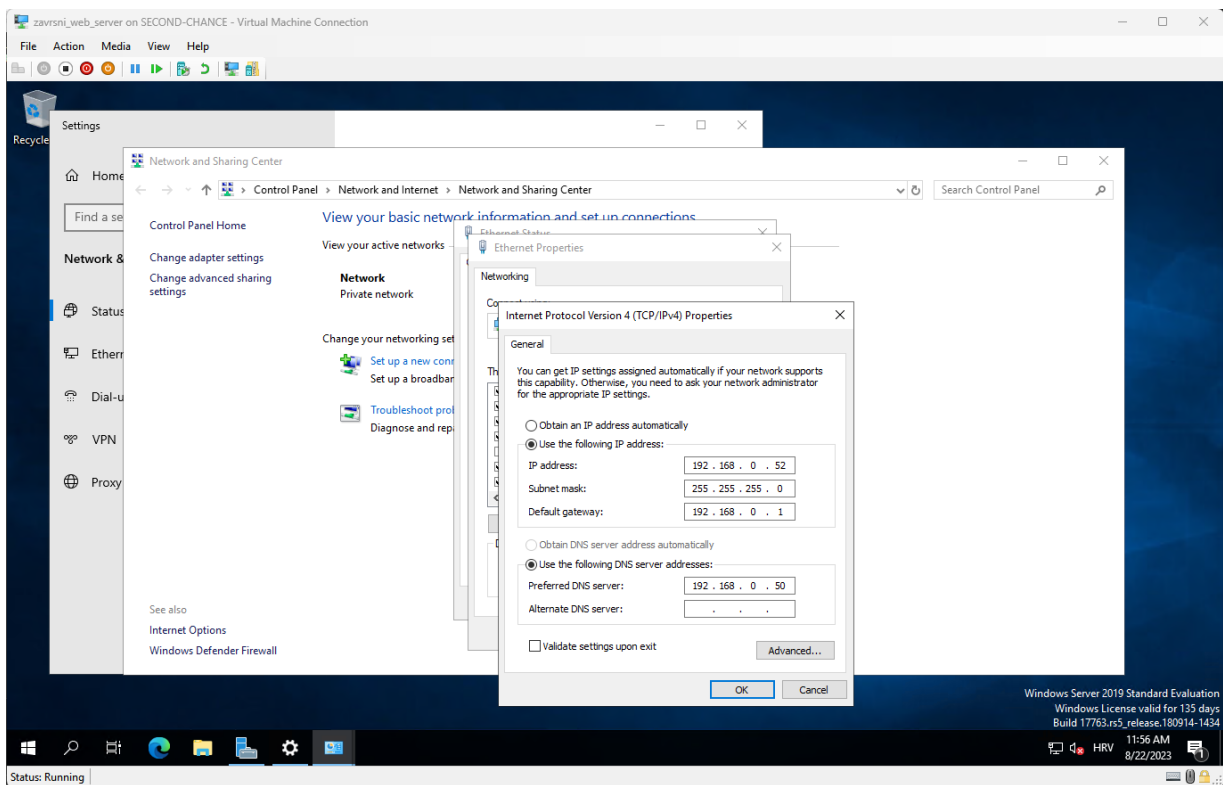 zavrsni_web_server on SECOND-CHANCE - Virtual Machine Connection
File Action Media View Help
Recycle
Settings
Home
Find a se
Network &
Status
Ethern
Dial-u
VPN
Proxy
Network and Sharing Center
Control Panel > Network and Internet > Network and Sharing Center
Search Control Panel
Control Panel Home
Change adapter settings
Change advanced sharing
settings
See also
Internet Options
Windows Defender Firewall
View your basic network information and set up connections
View your active networks
Network
Private network
Change your networking set
Set up a new conn
Set up a broadban
Troubleshoot prob
Diagnose and repa
Ethernet Status
Ethernet Properties
Networking
Connect using:
Th
Internet Protocol Version 4 (TCP/IPv4) Properties
General
You can get IP settings assigned automatically if your network supports
this capability. Otherwise, you need to ask your network administrator
for the appropriate IP settings.
Obtain an IP address automatically
Use the following IP address:
IP address: 192 . 168 . 0 . 52
Subnet mask: 255 . 255 . 255 . 0
Default gateway: 192 . 168 . 0 . 1
Obtain DNS server address automatically
Use the following DNS server addresses:
Preferred DNS server: 192 . 168 . 0 . 50
Alternate DNS server: . . .
Validate settings upon exit
Advanced...
OK Cancel
Windows Server 2019 Standard Evaluation
Windows License valid for 135 days
Build 17763.rs5_release.180914-1434
HRV
11:56 AM
8/22/2023
1
Status: Running